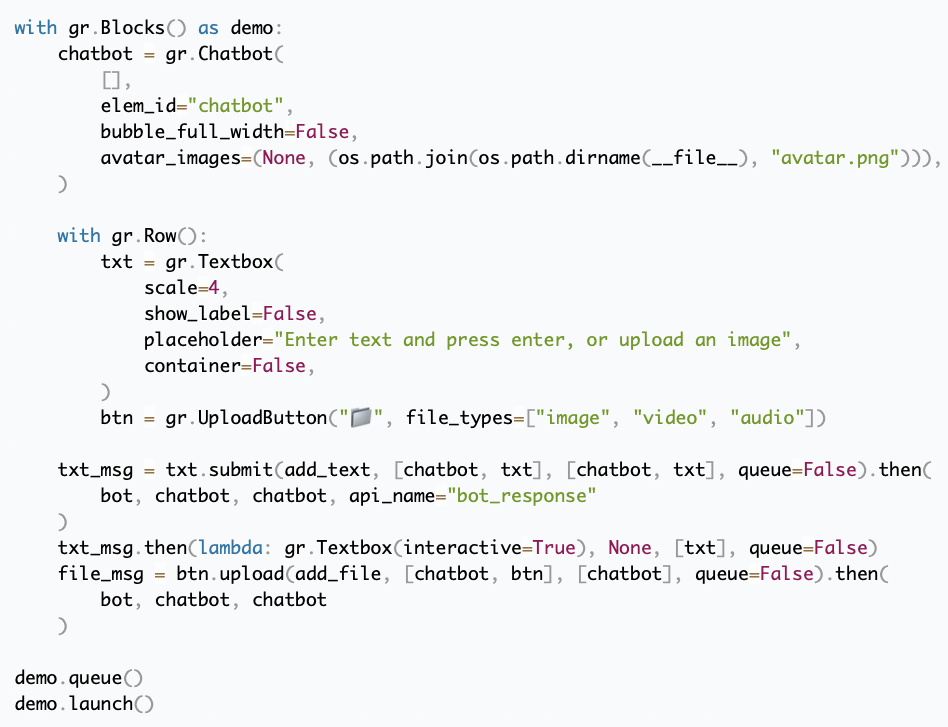 with gr.Blocks() as demo:
    chatbot = gr.Chatbot(
        [],
        elem_id="chatbot",
        bubble_full_width=False,
        avatar_images=(None, (os.path.join(os.path.dirname(__file__), "avatar.png"))),
    )

    with gr.Row():
        txt = gr.Textbox(
            scale=4,
            show_label=False,
            placeholder="Enter text and press enter, or upload an image",
            container=False,
        )
        btn = gr.UploadButton("📁", file_types=["image", "video", "audio"])

    txt_msg = txt.submit(add_text, [chatbot, txt], [chatbot, txt], queue=False).then(
        bot, chatbot, chatbot, api_name="bot_response"
    )
    txt_msg.then(lambda: gr.Textbox(interactive=True), None, [txt], queue=False)
    file_msg = btn.upload(add_file, [chatbot, btn], [chatbot], queue=False).then(
        bot, chatbot, chatbot
    )

demo.queue()
demo.launch()